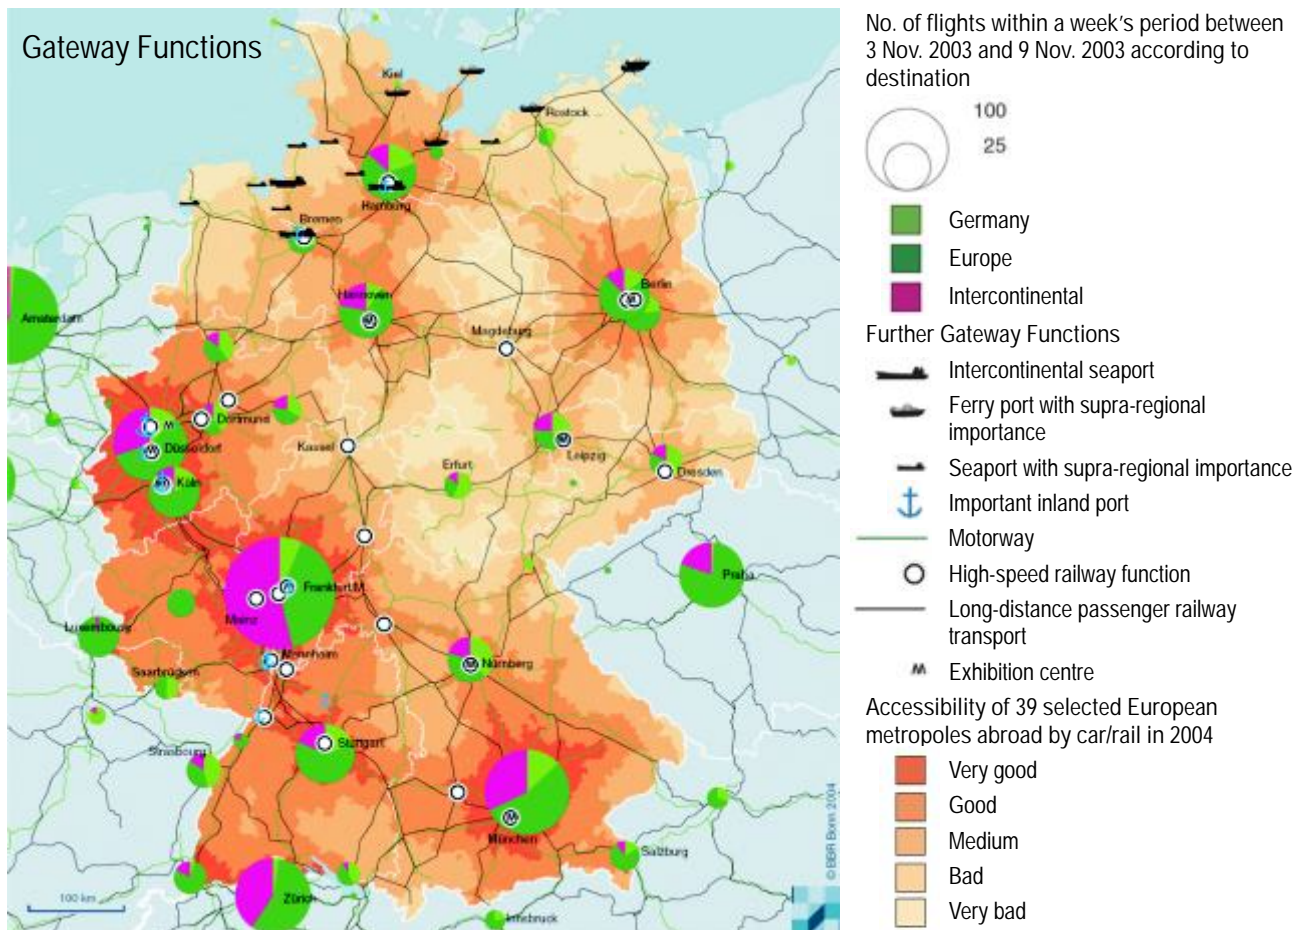 Gateway Functions
Kiel
Rostock
Hamburg
Bremen
Hannover
Berlin
Amsterdam
Magdeburg
Dortmund
Düsseldorf
Kassel
Leipzig
Köln
Erfurt
Dresden
Frankfurt/M.
Praha
Mainz
Luxembourg
Mannheim
Nürnberg
Saarbrücken
Stuttgart
Strasbourg
München
Salzburg
Zürich
Innsbruck
100 km
© BBR Bonn 2004
No. of flights within a week's period between
3 Nov. 2003 and 9 Nov. 2003 according to
destination
100
25
Germany
Europe
Intercontinental
Further Gateway Functions
Intercontinental seaport
Ferry port with supra-regional
importance
Seaport with supra-regional importance
Important inland port
Motorway
High-speed railway function
Long-distance passenger railway
transport
M Exhibition centre
Accessibility of 39 selected European
metropoles abroad by car/rail in 2004
Very good
Good
Medium
Bad
Very bad